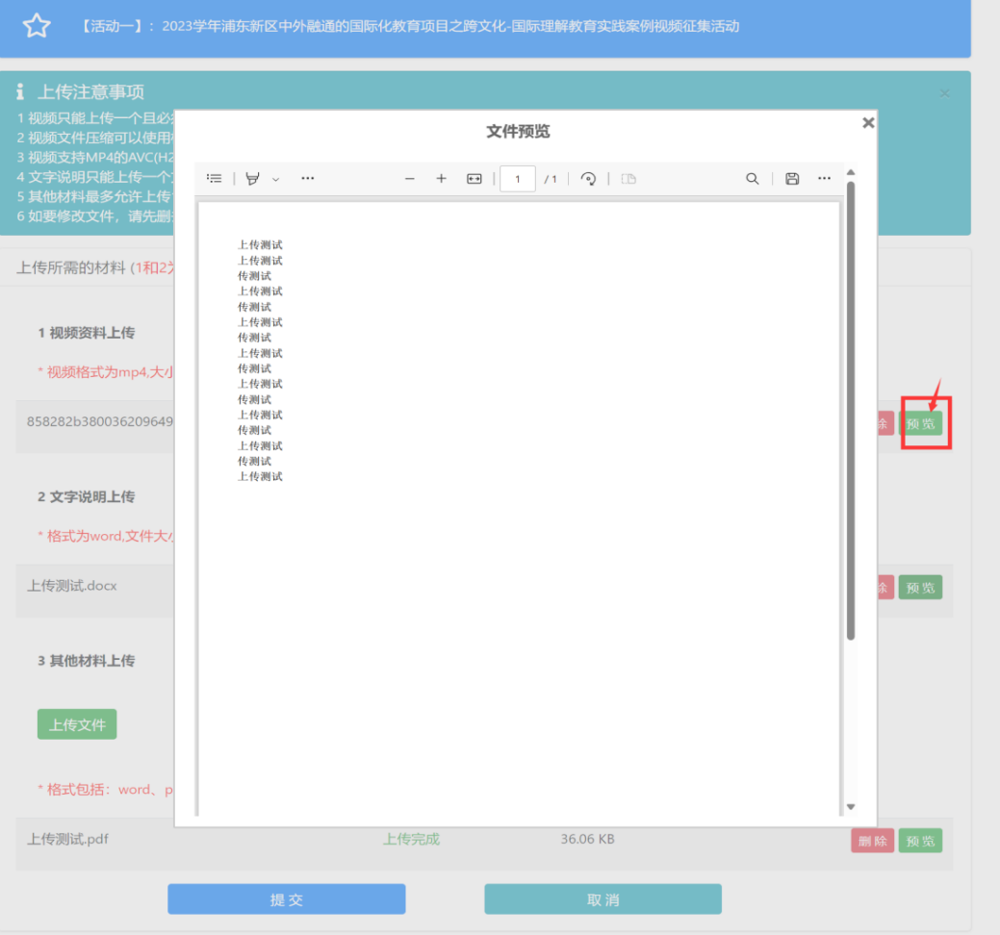 【活动一】：2023学年浦东新区中外融通的国际化教育项目之跨文化-国际理解教育实践案例视频征集活动
上传注意事项
1 视频只能上传一个且必
2 视频文件压缩可以使用
3 视频支持MP4的AVC(H2
4 文字说明只能上传一个
5 其他材料最多允许上传
6 如要修改文件，请先删
上传所需的材料 (1和2
1 视频资料上传
* 视频格式为mp4,大小
858282b380036209649
除 预览
2 文字说明上传
* 格式为word,文件大小
上传测试.docx
除 预览
3 其他材料上传
上传文件
* 格式包括：word、p
上传测试.pdf 上传完成 36.06 KB 删除 预览
提交 取消
文件预览
1 / 1
上传测试
上传测试
传测试
上传测试
传测试
上传测试
传测试
上传测试
传测试
上传测试
传测试
上传测试
传测试
上传测试
传测试
上传测试